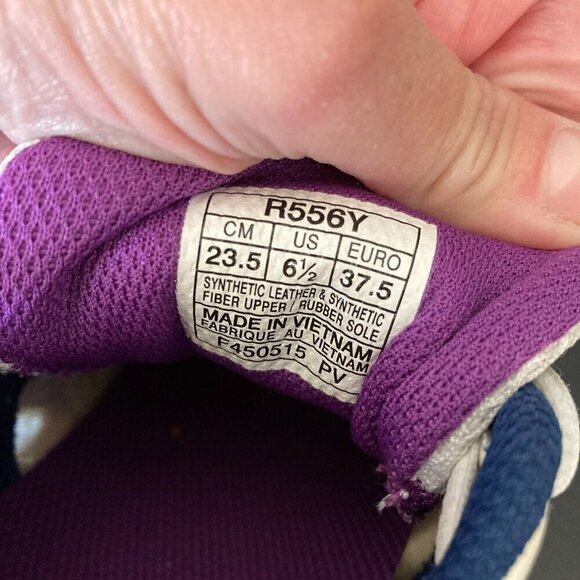 R556Y
CM US EURO
23.5 6½ 37.5
SYNTHETIC LEATHER & SYNTHETIC
FIBER UPPER / RUBBER SOLE
MADE IN VIETNAM
FABRIQUE AU VIETNAM
F450515 PV